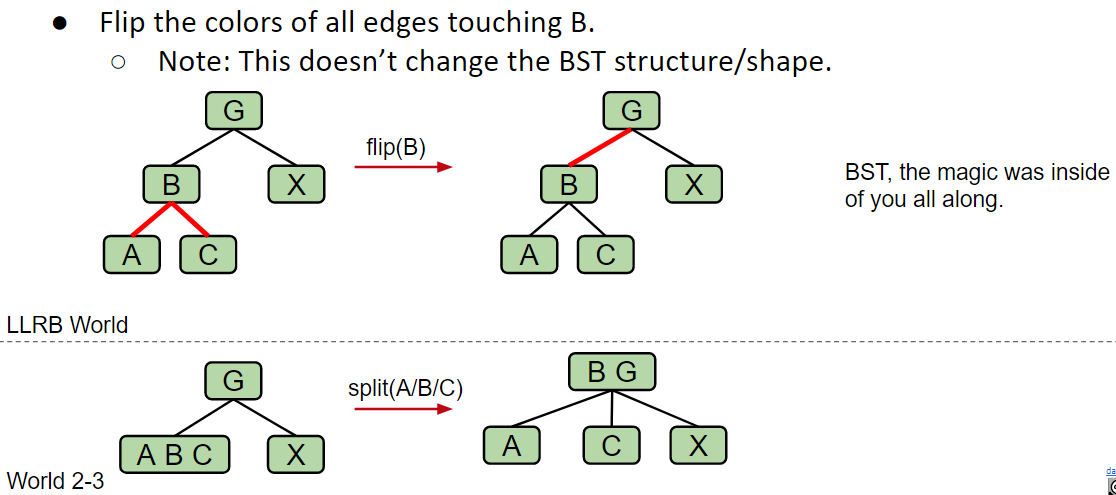 ● Flip the colors of all edges touching B.
○ Note: This doesn’t change the BST structure/shape.
G
B
X
A
C
flip(B)
G
B
X
A
C
BST, the magic was inside
of you all along.
LLRB World
G
A B C
X
split(A/B/C)
B G
A
C
X
World 2-3
da